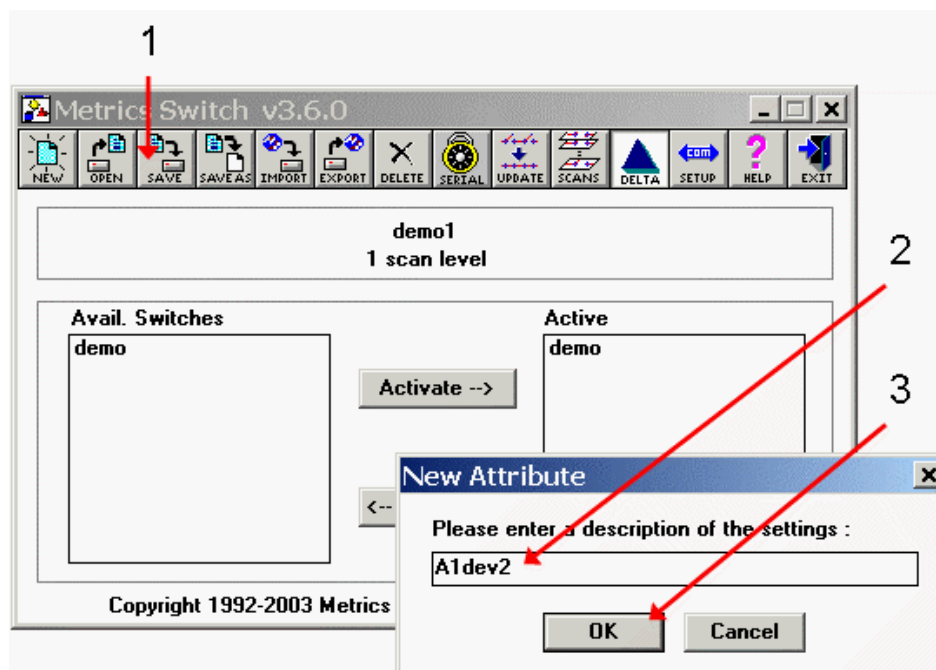 1
Metrics Switch v3.6.0
NEW OPEN SAVE SAVE AS IMPORT EXPORT DELETE SERIAL UPDATE SCANS DELTA com SETUP HELP EXIT
demo1
1 scan level
2
Avail. Switches
Active
demo
demo
Activate -->
3
New Attribute
<--
Please enter a description of the settings :
A1dev2
Copyright 1992-2003 Metrics
OK
Cancel